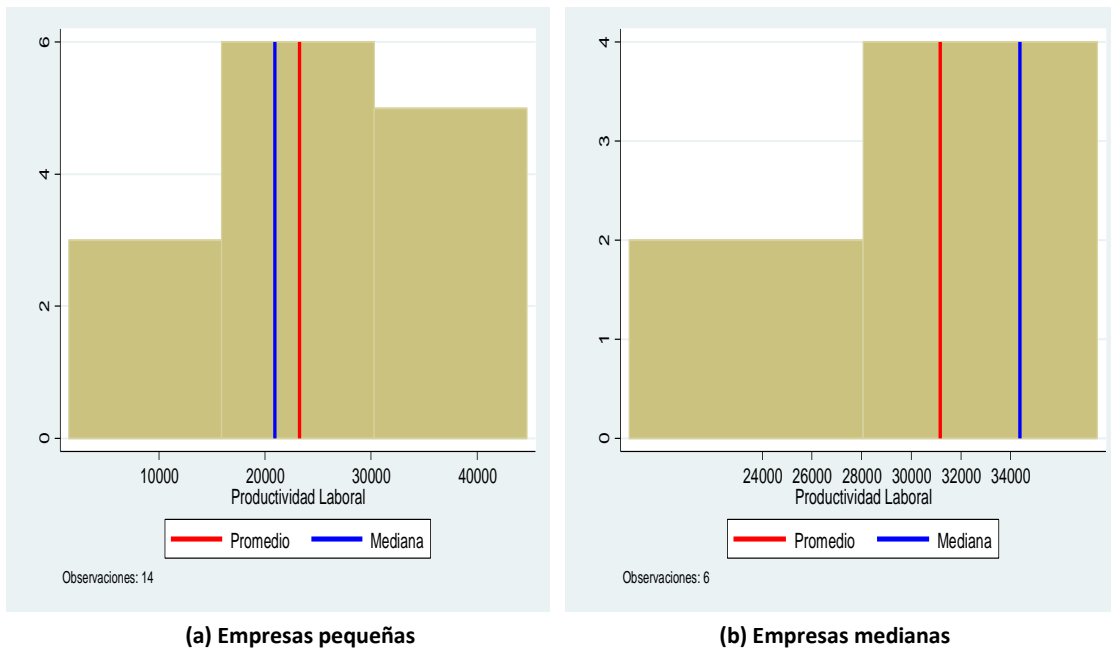 6
4
2
0
10000 20000 30000 40000
Productividad Laboral
Promedio Mediana
Observaciones: 14
(a) Empresas pequeñas
4
3
2
1
0
24000 26000 28000 30000 32000 34000
Productividad Laboral
Promedio Mediana
Observaciones: 6
(b) Empresas medianas